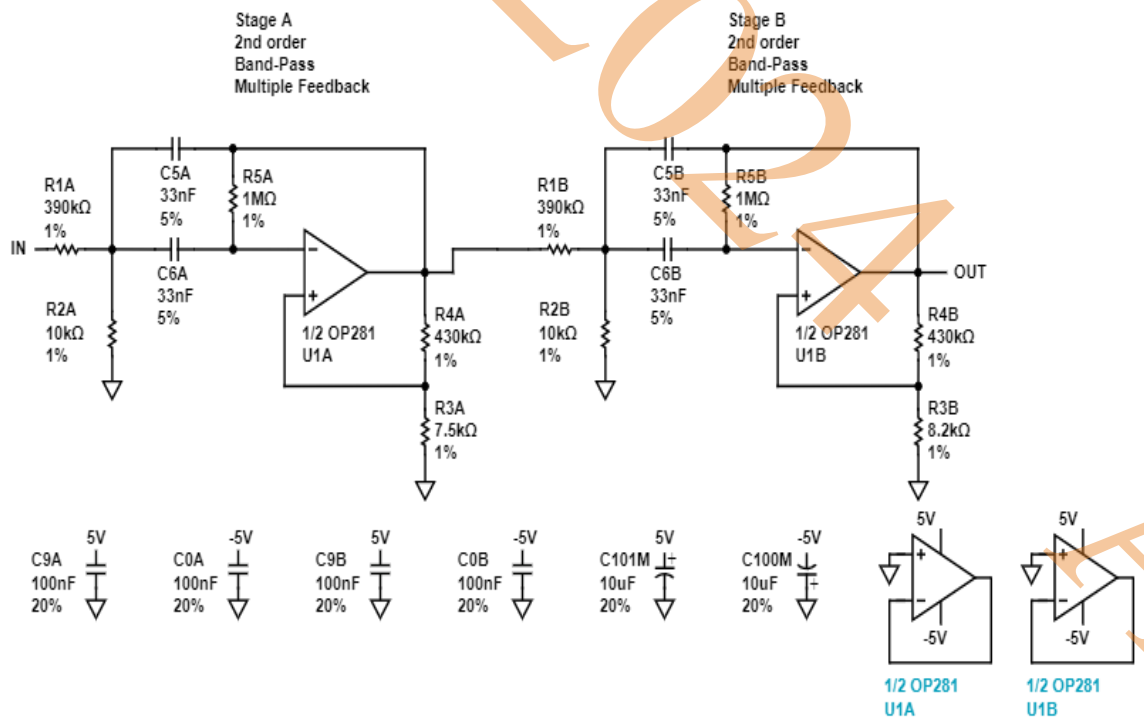 Stage A
2nd order
Band-Pass
Multiple Feedback
Stage B
2nd order
Band-Pass
Multiple Feedback
R1A
390kΩ
1%
IN
C5A
33nF
5%
R5A
1MΩ
1%
C6A
33nF
5%
R2A
10kΩ
1%
1/2 OP281
U1A
R4A
430kΩ
1%
R3A
7.5kΩ
1%
R1B
390kΩ
1%
C5B
33nF
5%
R5B
1MΩ
1%
C6B
33nF
5%
R2B
10kΩ
1%
1/2 OP281
U1B
OUT
R4B
430kΩ
1%
R3B
8.2kΩ
1%
5V
C9A
100nF
20%
-5V
C0A
100nF
20%
5V
C9B
100nF
20%
-5V
C0B
100nF
20%
5V
C101M
10uF
20%
-5V
C100M
10uF
20%
5V
-5V
1/2 OP281
U1A
5V
-5V
1/2 OP281
U1B
024